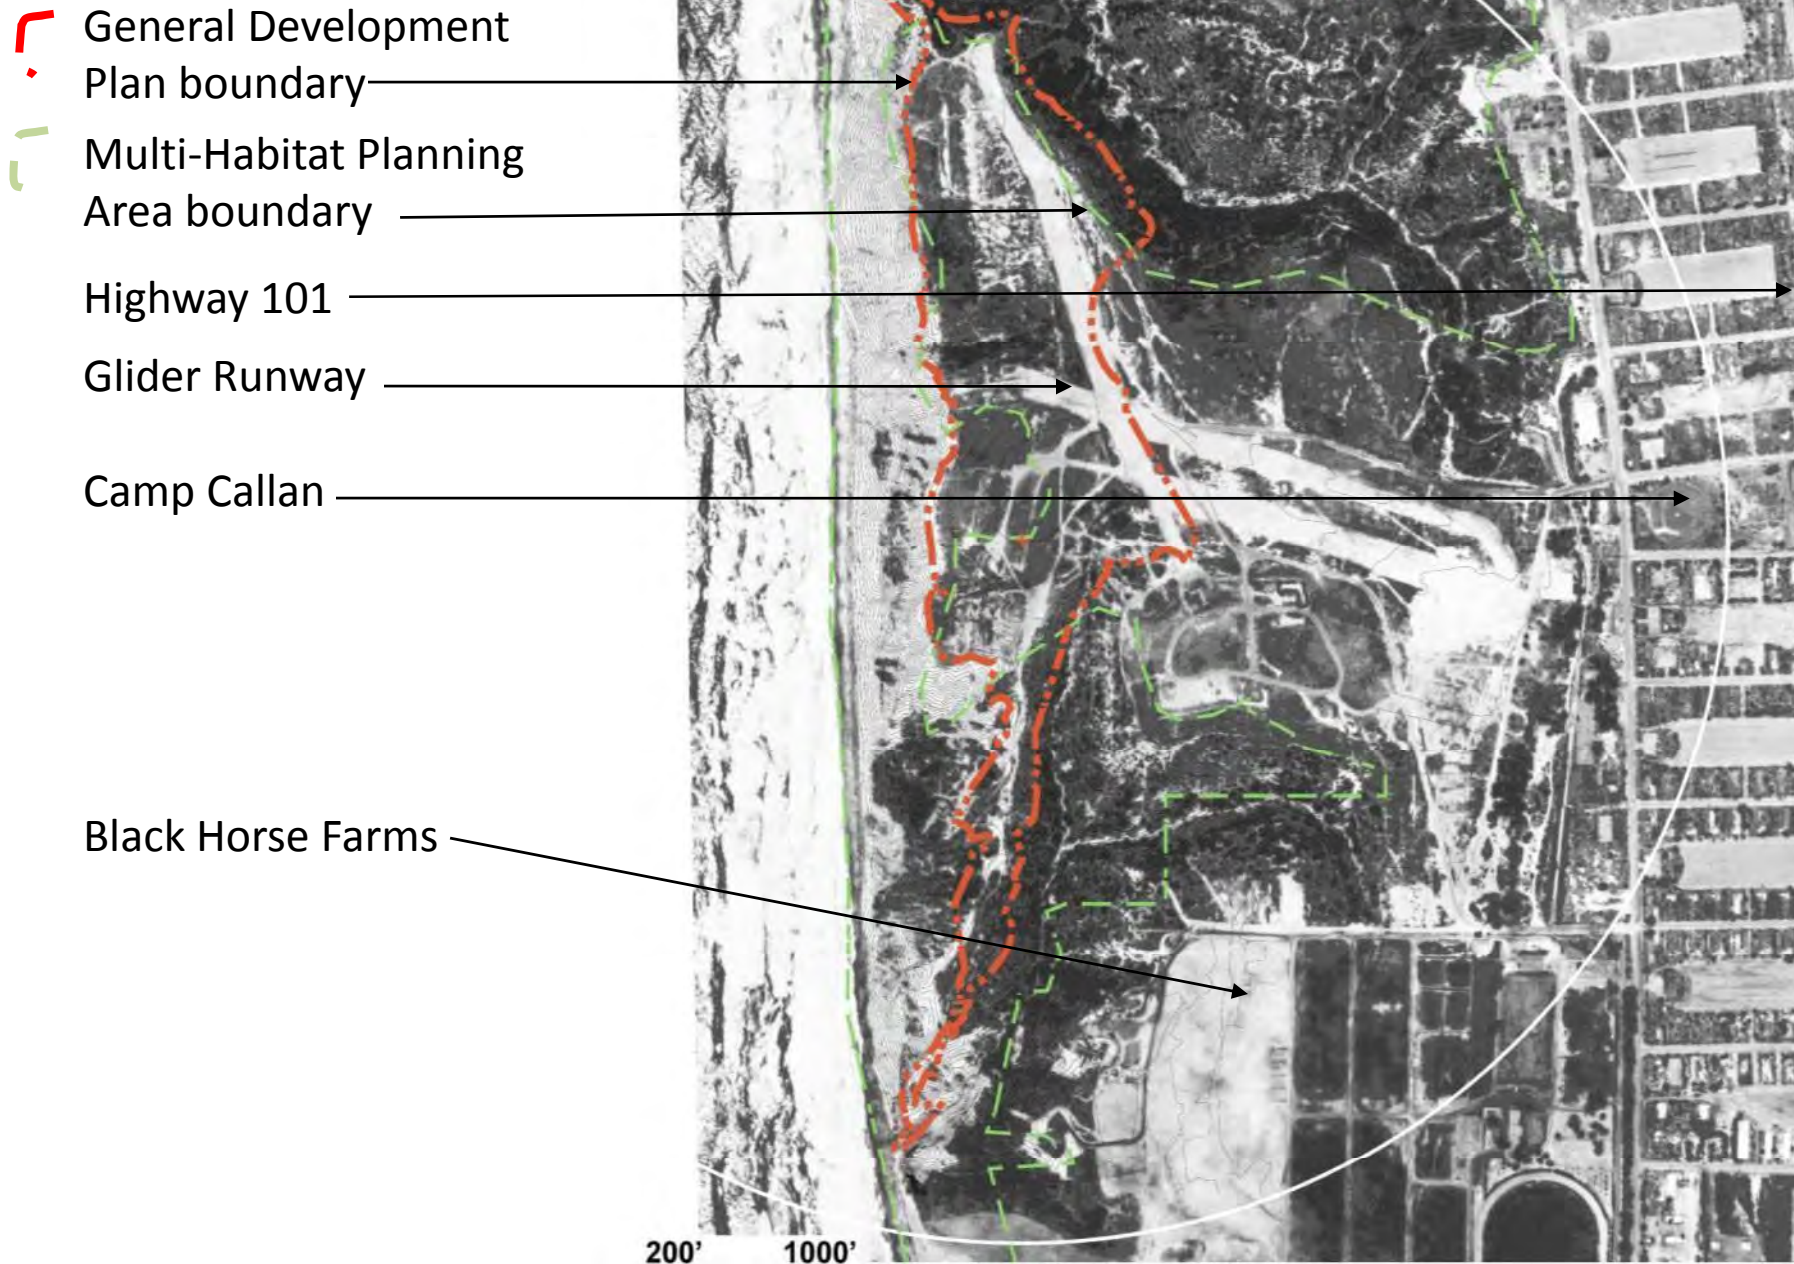 General Development
Plan boundary
Multi-Habitat Planning
Area boundary
Highway 101
Glider Runway
Camp Callan
Black Horse Farms
200’ 1000’